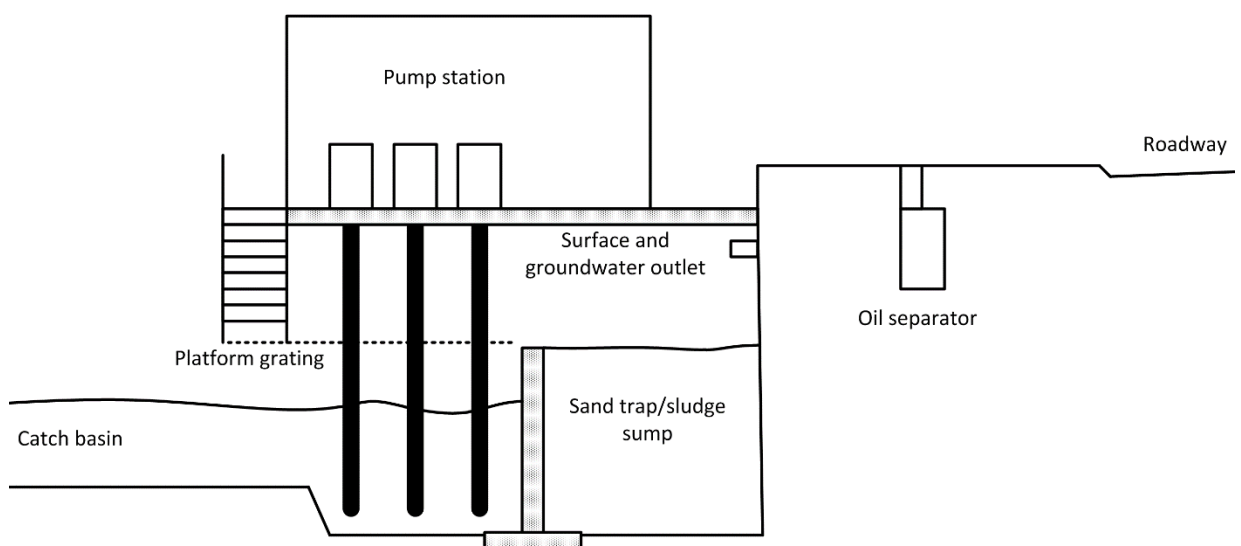 Pump station
Roadway
Surface and
groundwater outlet
Oil separator
Platform grating
Sand trap/sludge
sump
Catch basin